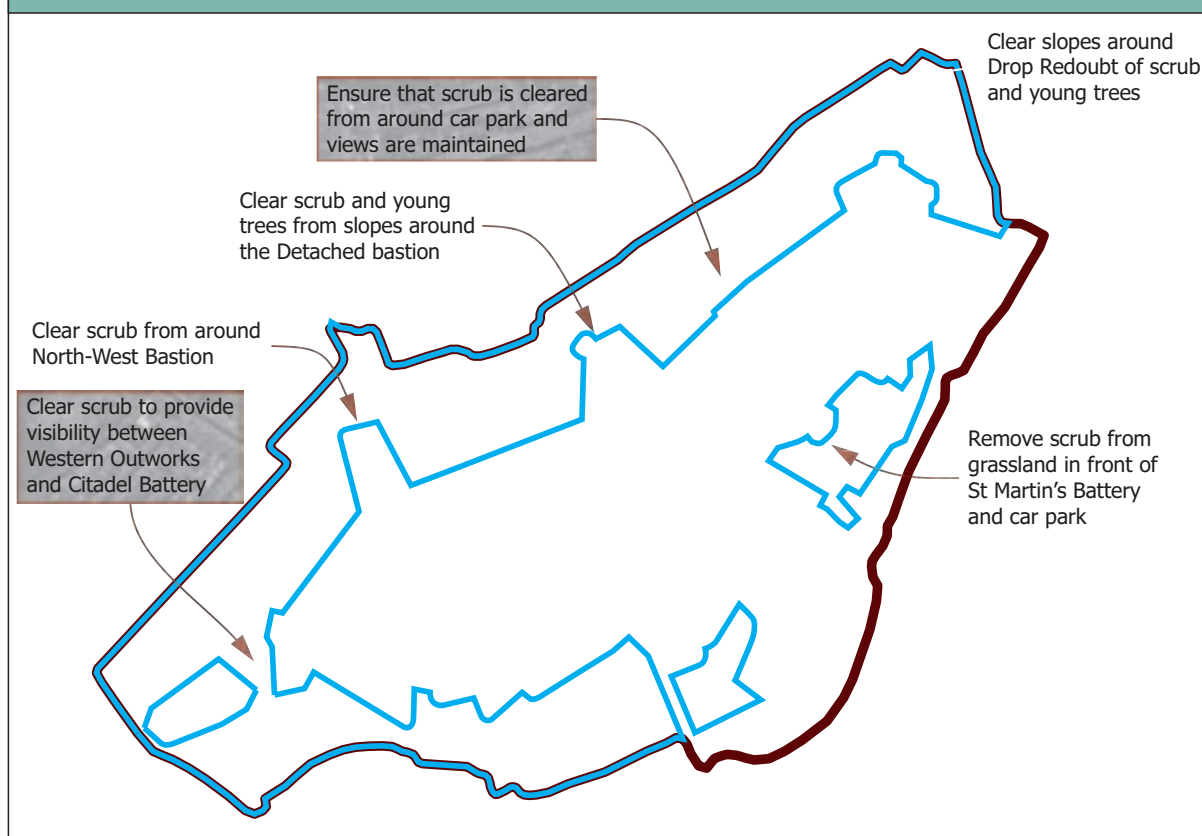 Clear slopes around
Drop Redoubt of scrub
and young trees
Ensure that scrub is cleared
from around car park and
views are maintained
Clear scrub and young
trees from slopes around
the Detached bastion
Clear scrub from around
North-West Bastion
Clear scrub to provide
visibility between
Western Outworks
and Citadel Battery
Remove scrub from
grassland in front of
St Martin's Battery
and car park